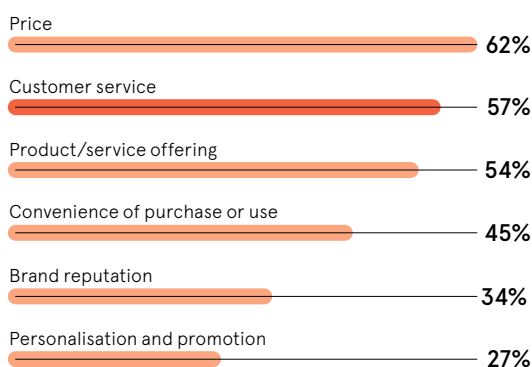 Price
62%
Customer service
57%
Product/service offering
54%
Convenience of purchase or use
45%
Brand reputation
34%
Personalisation and promotion
27%